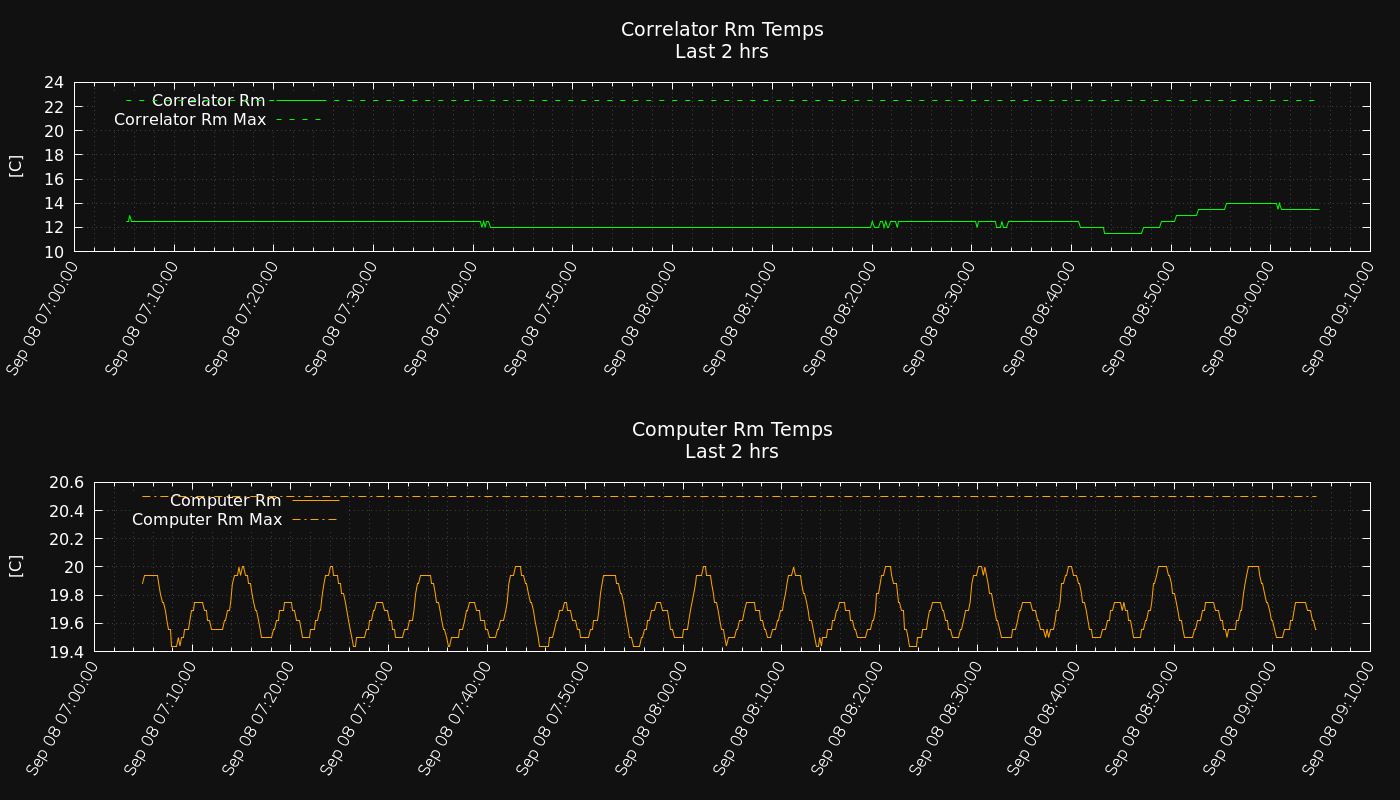 Correlator Rm Temps
Last 2 hrs
24
22
20
18
16
14
12
10
[C]
Correlator Rm
Correlator Rm Max
Sep 08 07:00:00
Sep 08 07:10:00
Sep 08 07:20:00
Sep 08 07:30:00
Sep 08 07:40:00
Sep 08 07:50:00
Sep 08 08:00:00
Sep 08 08:10:00
Sep 08 08:20:00
Sep 08 08:30:00
Sep 08 08:40:00
Sep 08 08:50:00
Sep 08 09:00:00
Sep 08 09:10:00
Computer Rm Temps
Last 2 hrs
20.6
20.4
20.2
20
19.8
19.6
19.4
[C]
Computer Rm
Computer Rm Max
Sep 08 07:00:00
Sep 08 07:10:00
Sep 08 07:20:00
Sep 08 07:30:00
Sep 08 07:40:00
Sep 08 07:50:00
Sep 08 08:00:00
Sep 08 08:10:00
Sep 08 08:20:00
Sep 08 08:30:00
Sep 08 08:40:00
Sep 08 08:50:00
Sep 08 09:00:00
Sep 08 09:10:00